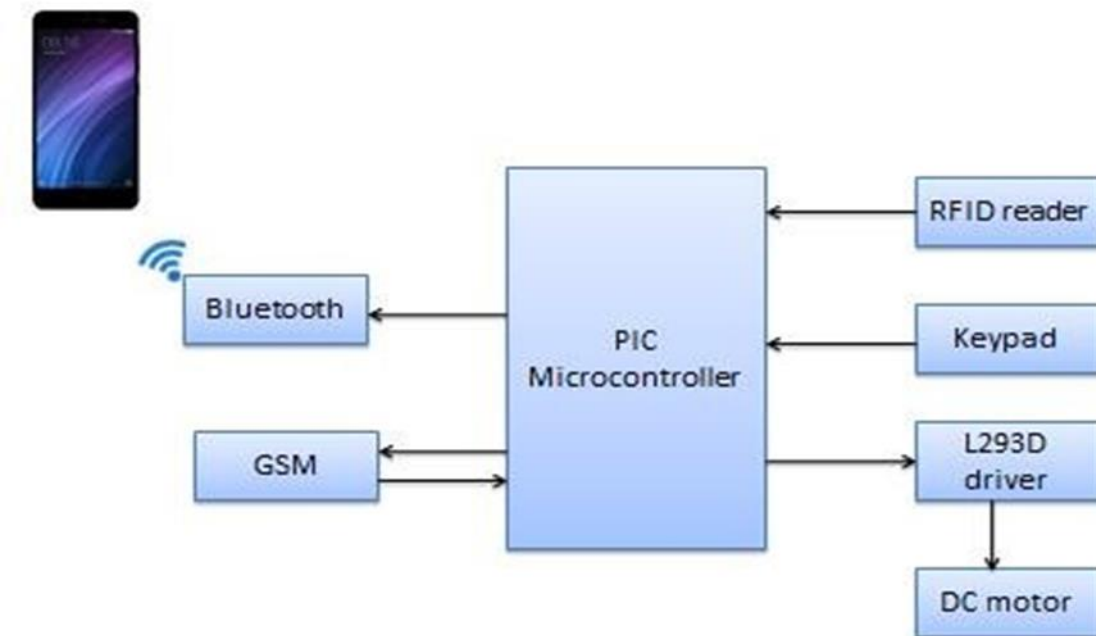 Bluetooth
GSM
PIC
Microcontroller
RFID reader
Keypad
L293D
driver
DC motor